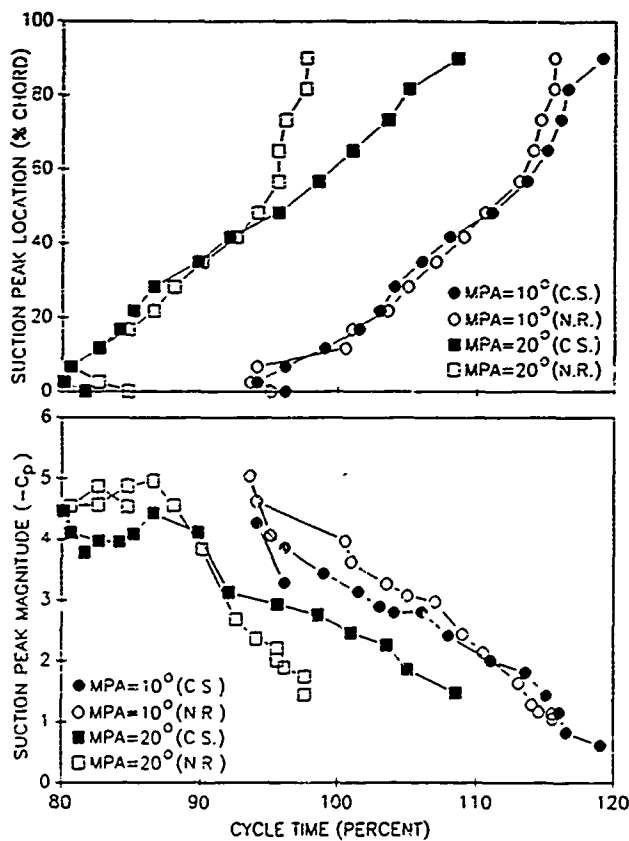 SUCTION PEAK LOCATION (% CHORD)
100
80
60
40
20
0
MPA=10° (C.S.)
MPA=10° (N.R.)
MPA=20° (C S.)
MPA=20° (N.R.)
SUCTION PEAK MAGNITUDE (-Cp)
6
5
4
3
2
1
0
MPA=10° (C S.)
MPA=10° (N R)
MPA=20° (C S.)
MPA=20° (N R)
80
90
100
110
120
CYCLE TIME (PERCENT)